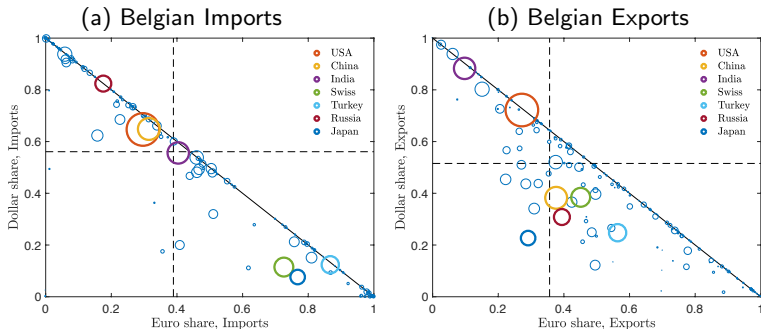 (a) Belgian Imports
Dollar share, Imports
1
0.8
0.6
0.4
0.2
0
0
0.2
0.4
0.6
0.8
1
USA
China
India
Swiss
Turkey
Russia
Japan
Euro share, Imports
(b) Belgian Exports
Dollar share, Exports
1
0.8
0.6
0.4
0.2
0
0
0.2
0.4
0.6
0.8
1
USA
China
India
Swiss
Turkey
Russia
Japan
Euro share, Exports